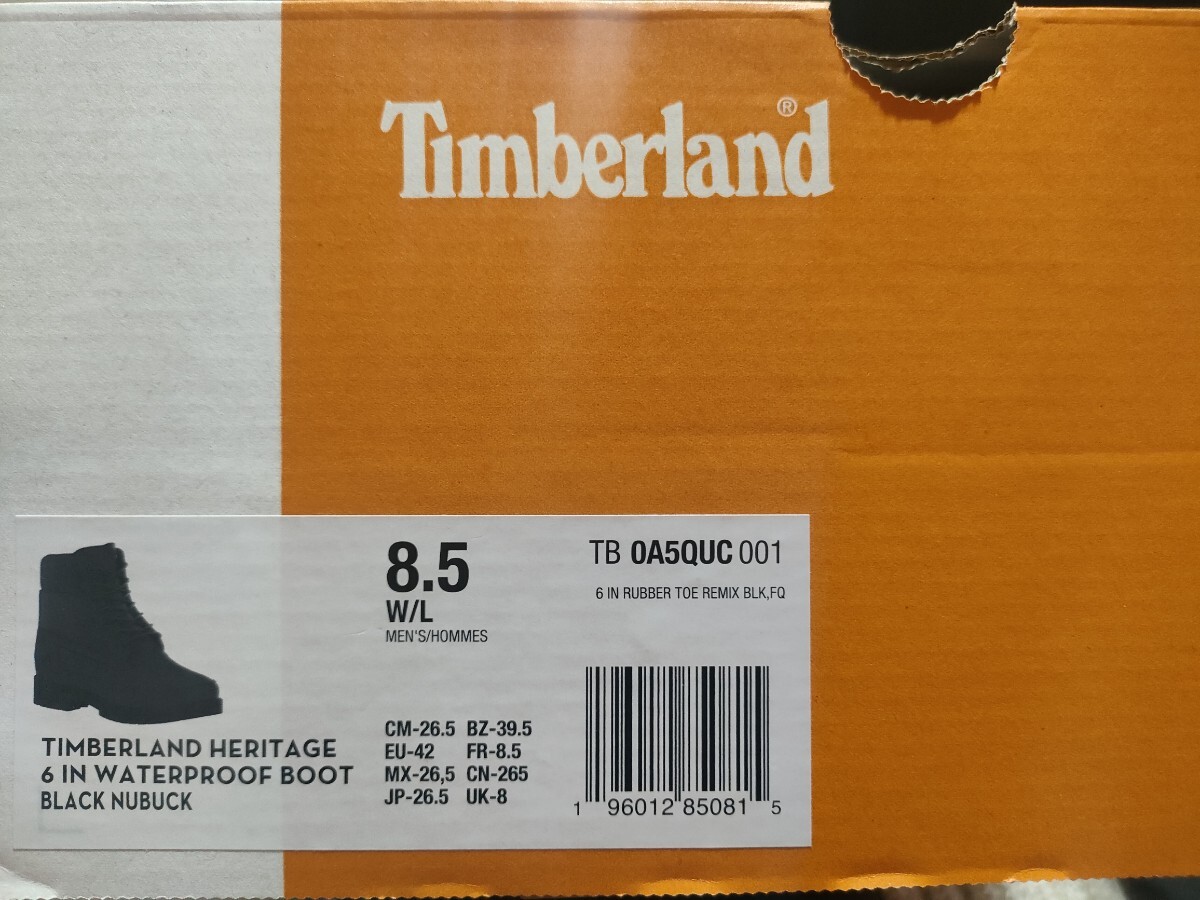 Timberland®
8.5
W/L
MEN'S/HOMMES
TB 0A5QUC 001
6 IN RUBBER TOE REMIX BLK,FQ
TIMBERLAND HERITAGE
6 IN WATERPROOF BOOT
BLACK NUBUCK
CM-26.5 BZ-39.5
EU-42 FR-8.5
MX-26,5 CN-265
JP-26.5 UK-8
1 96012 85081 5